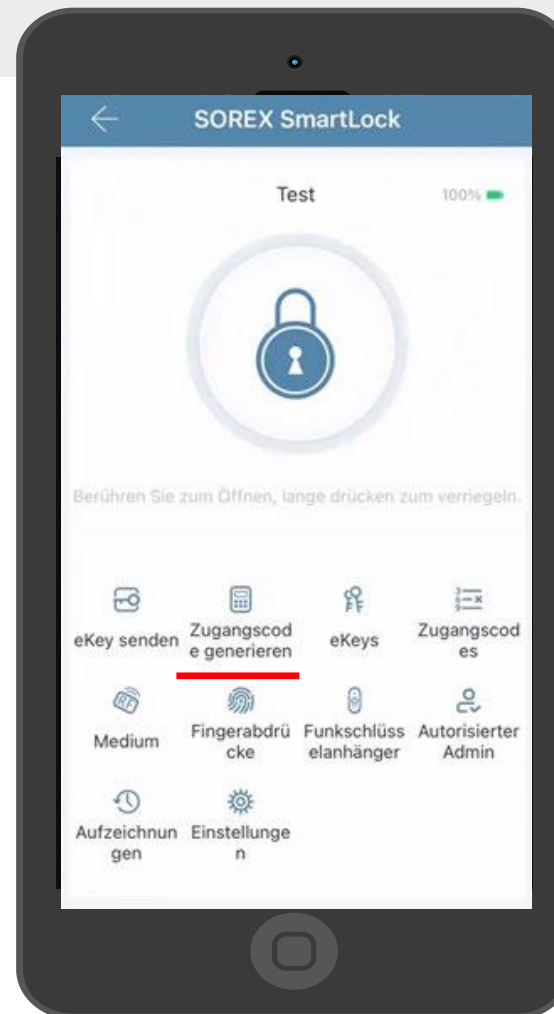 SOREX SmartLock
Test
100%
Berühren Sie zum Öffnen, lange drücken zum verriegeln.
eKey senden
Zugangscod
e generieren
eKeys
Zugangscod
es
Medium
Fingerabdrü
cke
Funkschlüss
elanhänger
Autorisierter
Admin
Aufzeichnun
gen
Einstellunge
n